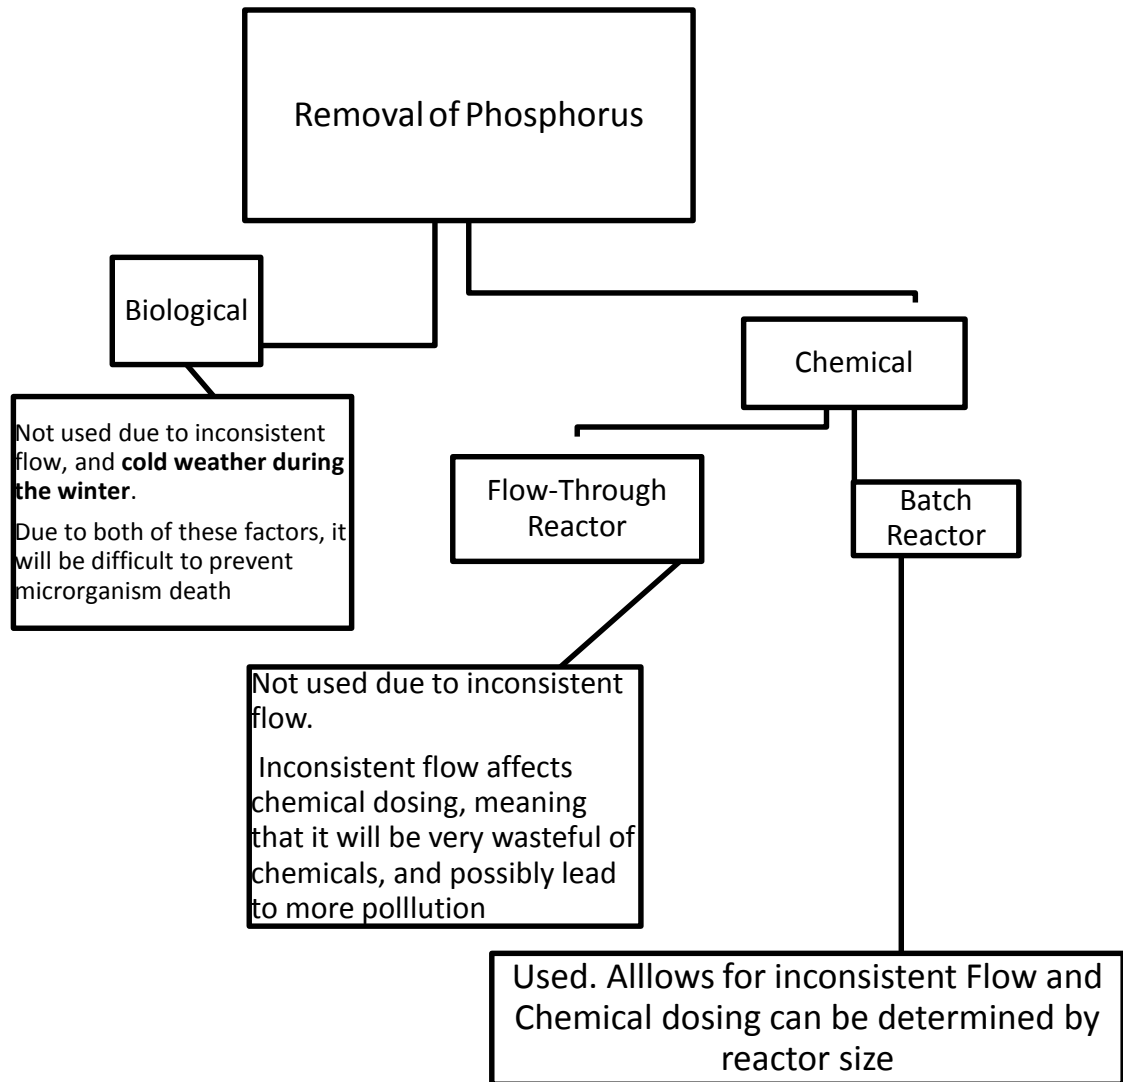 Removal of Phosphorus
Biological
Chemical
Not used due to inconsistent
flow, and cold weather during
the winter.
Due to both of these factors, it
will be difficult to prevent
microrganism death
Flow-Through
Reactor
Batch
Reactor
Not used due to inconsistent
flow.
Inconsistent flow affects
chemical dosing, meaning
that it will be very wasteful of
chemicals, and possibly lead
to more polllution
Used. Alllows for inconsistent Flow and
Chemical dosing can be determined by
reactor size